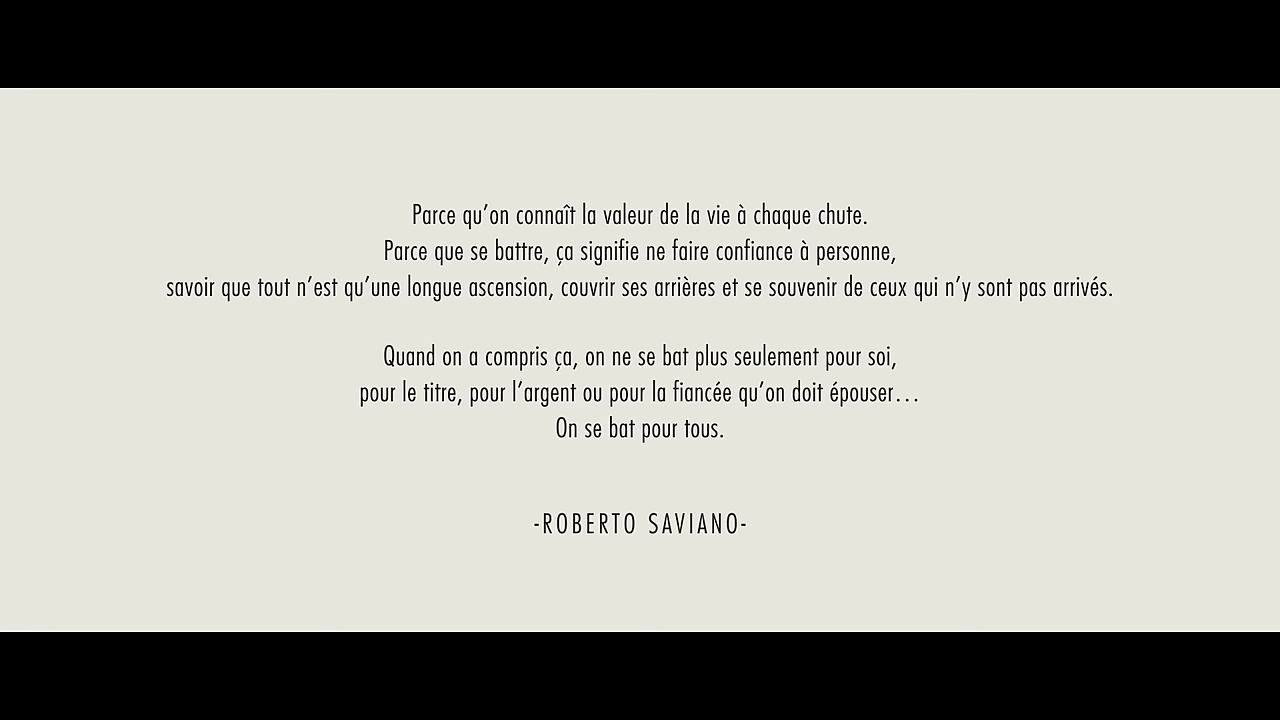 Parce qu’on connaît la valeur de la vie à chaque chute.
Parce que se battre, ça signifie ne faire confiance à personne,
savoir que tout n’est qu’une longue ascension, couvrir ses arrières et se souvenir de ceux qui n’y sont pas arrivés.
Quand on a compris ça, on ne se bat plus seulement pour soi,
pour le titre, pour l’argent ou pour la fiancée qu’on doit épouser…
On se bat pour tous.
-ROBERTO SAVIANO-